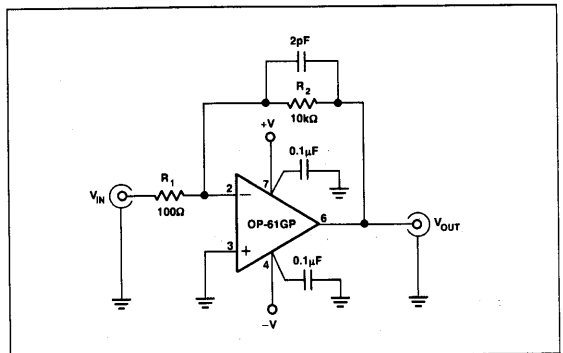 2pF
R2
10kΩ
+V
0.1μF
R1
VIN
100Ω
2
−
7
OP-61GP
6
VOUT
3
+
4
0.1μF
−V